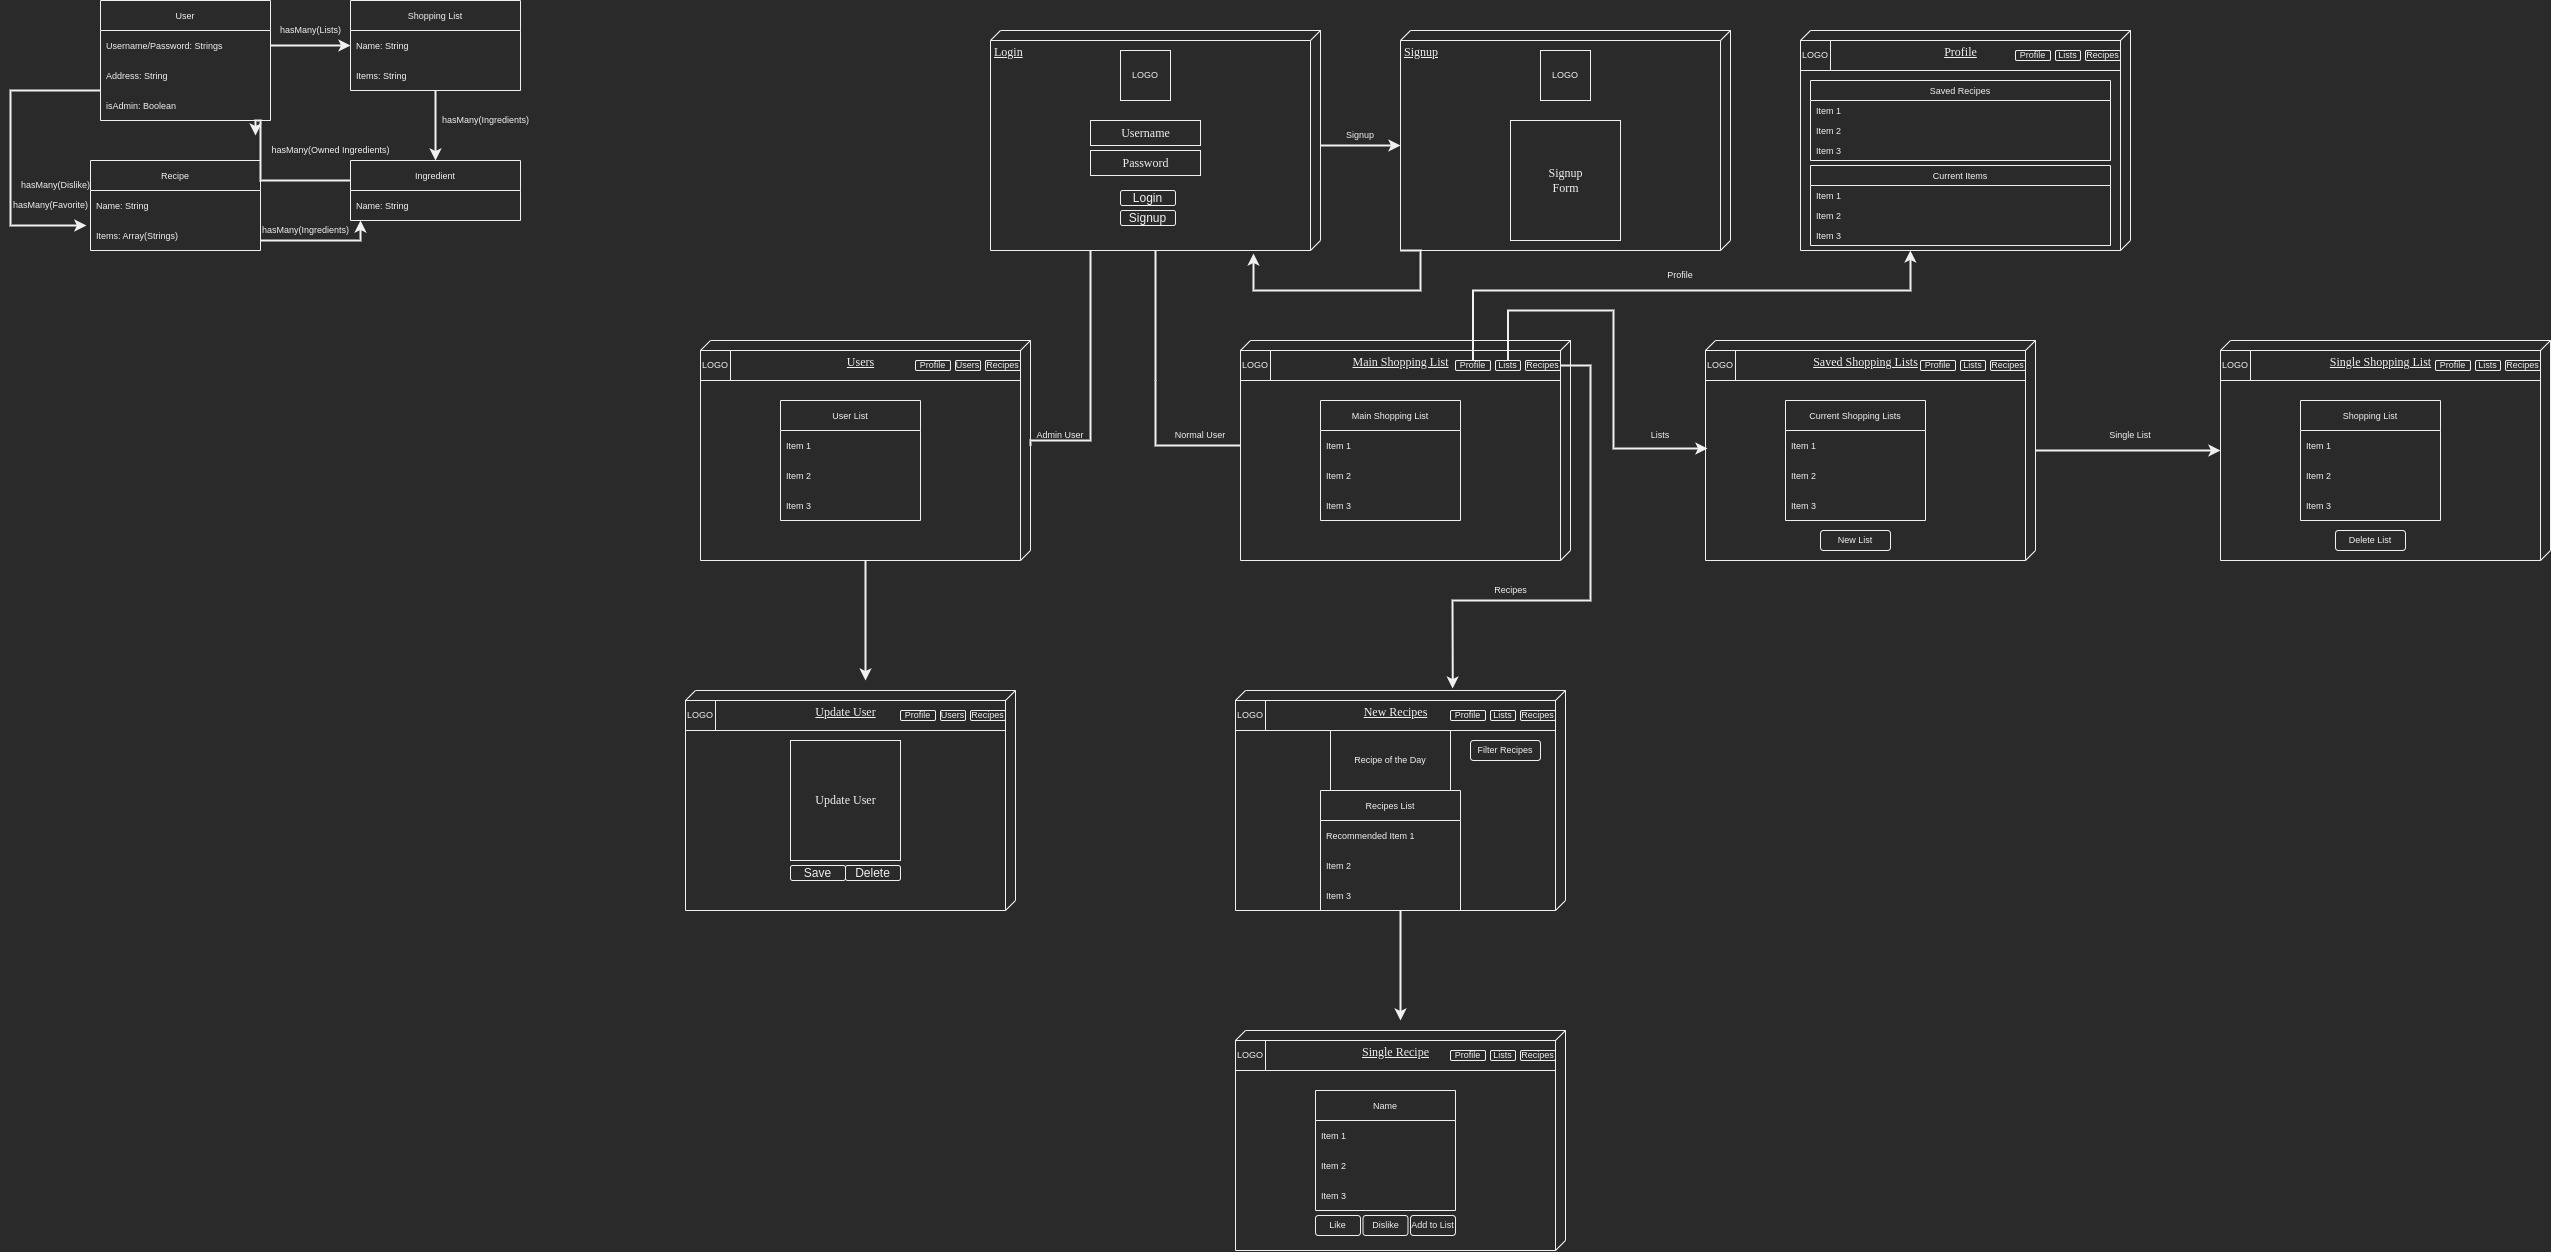 User
Username/Password: Strings
Address: String
isAdmin: Boolean
hasMany(Lists)
Shopping List
Name: String
Items: String
hasMany(Ingredients)
hasMany(Owned Ingredients)
Ingredient
Name: String
hasMany(Dislike)
hasMany(Favorite)
Recipe
Name: String
Items: Array(Strings)
hasMany(Ingredients)
Login
LOGO
Username
Password
Login
Signup
Signup
Signup
LOGO
Signup
Form
LOGO
Profile
Profile
Lists
Recipes
Saved Recipes
Item 1
Item 2
Item 3
Current Items
Item 1
Item 2
Item 3
Profile
LOGO
Users
Profile
Users
Recipes
User List
Item 1
Item 2
Item 3
Admin User
Normal User
LOGO
Main Shopping List
Profile
Lists
Recipes
Main Shopping List
Item 1
Item 2
Item 3
Lists
LOGO
Saved Shopping Lists
Profile
Lists
Recipes
Current Shopping Lists
Item 1
Item 2
Item 3
New List
Single List
LOGO
Single Shopping List
Profile
Lists
Recipes
Shopping List
Item 1
Item 2
Item 3
Delete List
Recipes
LOGO
Update User
Profile
Users
Recipes
Update User
Save
Delete
LOGO
New Recipes
Profile
Lists
Recipes
Recipe of the Day
Filter Recipes
Recipes List
Recommended Item 1
Item 2
Item 3
LOGO
Single Recipe
Profile
Lists
Recipes
Name
Item 1
Item 2
Item 3
Like
Dislike
Add to List